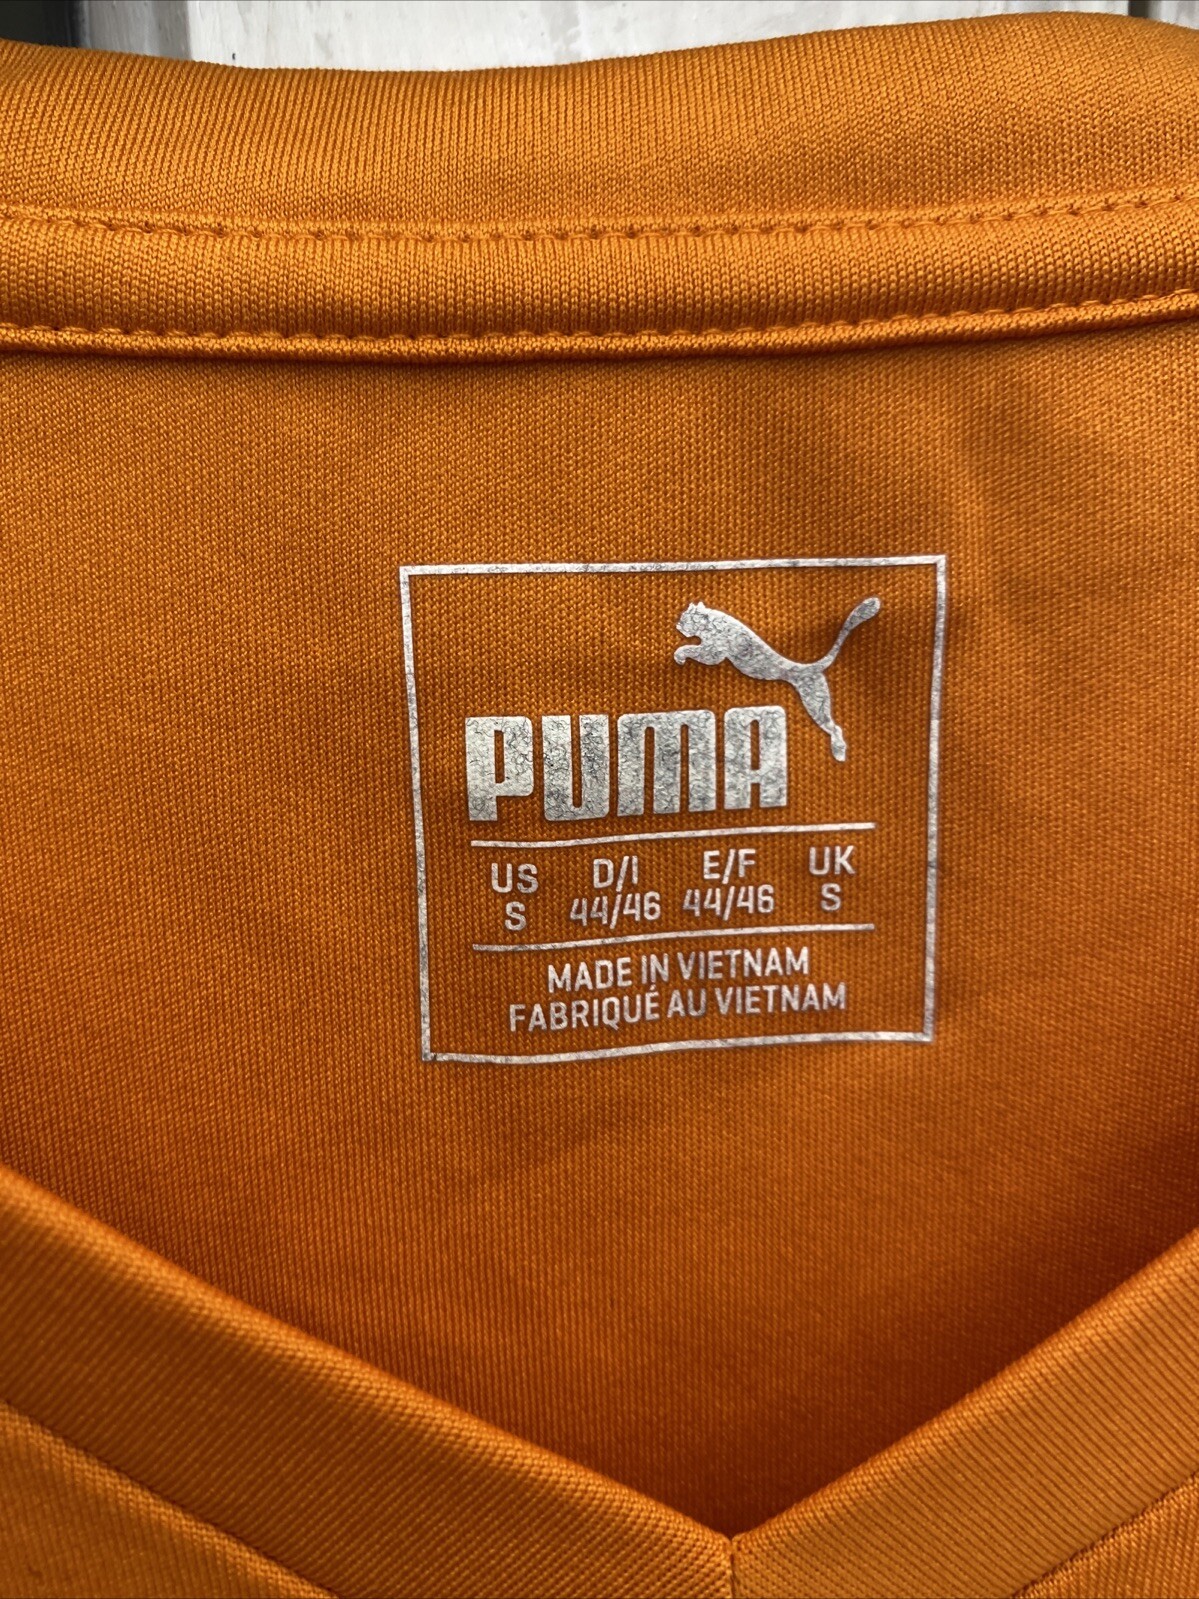 PUMA
US D/I E/F UK
S 44/46 44/46 S
MADE IN VIETNAM
FABRIQUÉ AU VIETNAM